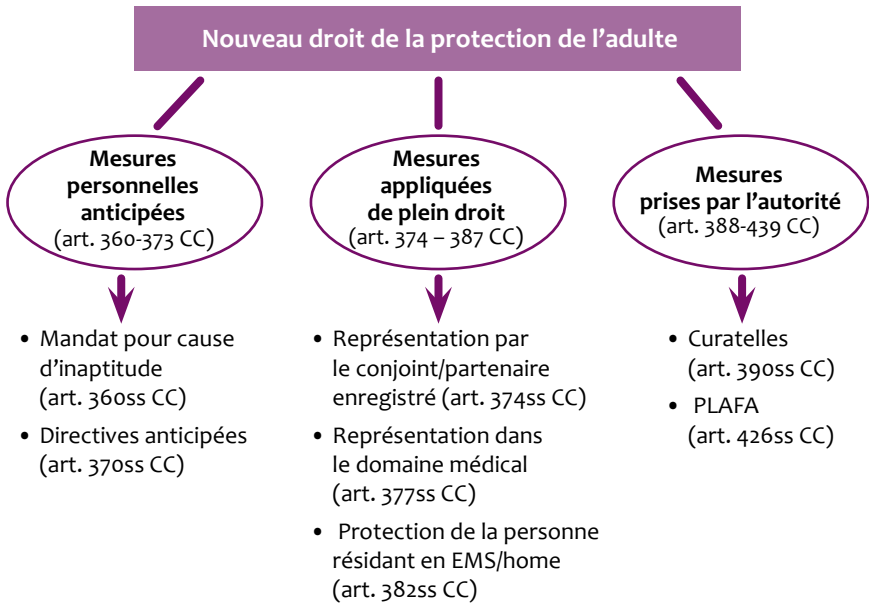 Nouveau droit de la protection de l’adulte
Mesures
personnelles
anticipées
(art. 360-373 CC)
• Mandat pour cause
d’inaptitude
(art. 360ss CC)
• Directives anticipées
(art. 370ss CC)
Mesures
appliquées
de plein droit
(art. 374 – 387 CC)
• Représentation par
le conjoint/partenaire
enregistré (art. 374ss CC)
• Représentation dans
le domaine médical
(art. 377ss CC)
• Protection de la personne
résidant en EMS/home
(art. 382ss CC)
Mesures
prises par l’autorité
(art. 388-439 CC)
• Curatelles
(art. 390ss CC)
• PLAFA
(art. 426ss CC)